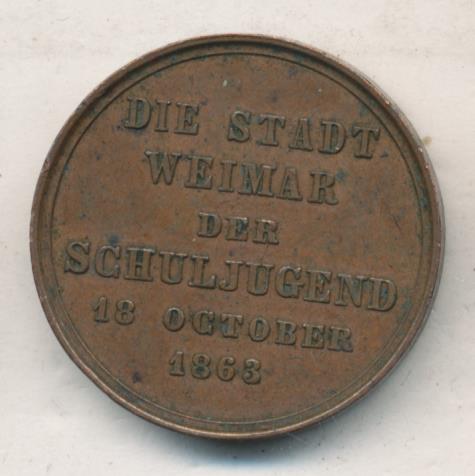 DIE STADT
WEIMAR
DER
SCHULJUGEND
18 OCTOBER
1863